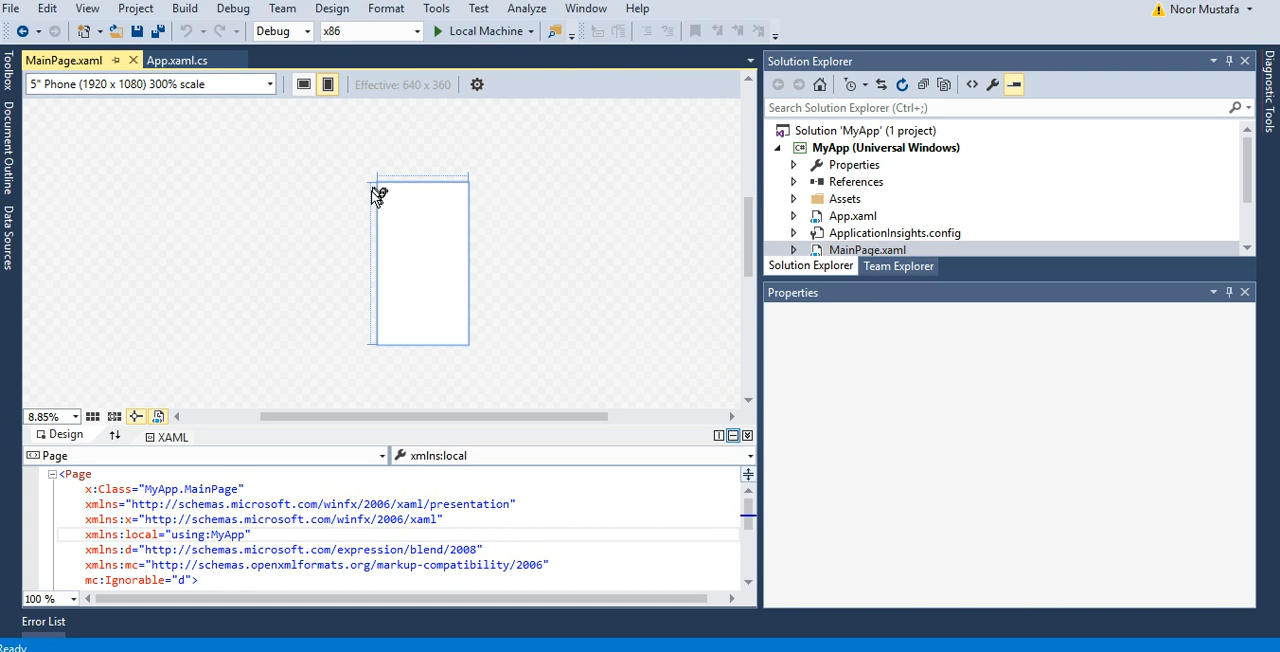 File Edit View Project Build Debug Team Design Format Tools Test Analyze Window Help Noor Mustafa
Debug x86 Local Machine
MainPage.xaml App.xaml.cs
5" Phone (1920 x 1080) 300% scale Effective: 640 x 360
Toolbox
Document Outline
Data Sources
8.85%
Design XAML
Page xmlns:local
<Page
x:Class="MyApp.MainPage"
xmlns="http://schemas.microsoft.com/winfx/2006/xaml/presentation"
xmlns:x="http://schemas.microsoft.com/winfx/2006/xaml"
xmlns:local="using:MyApp"
xmlns:d="http://schemas.microsoft.com/expression/blend/2008"
xmlns:mc="http://schemas.openxmlformats.org/markup-compatibility/2006"
mc:Ignorable="d">
100 %
Error List
Ready
Solution Explorer
Search Solution Explorer (Ctrl+;)
Solution 'MyApp' (1 project)
MyApp (Universal Windows)
Properties
References
Assets
App.xaml
ApplicationInsights.config
MainPage.xaml
Solution Explorer Team Explorer
Properties
Diagnostic Tools